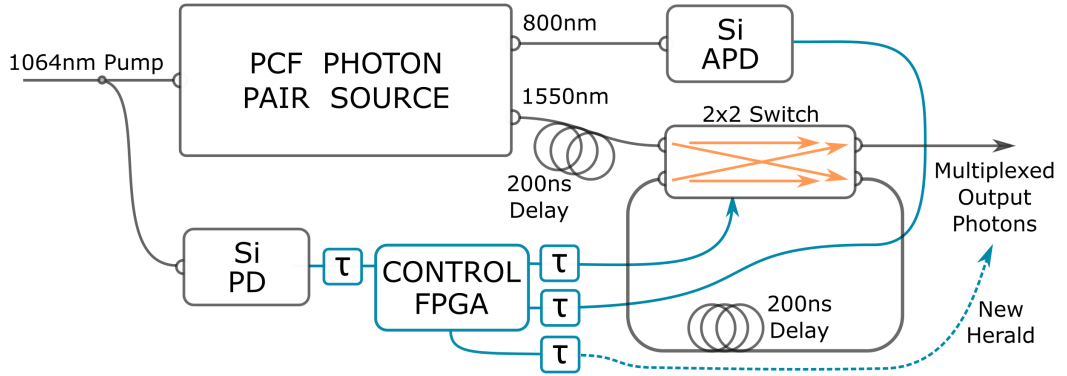 1064nm Pump
PCF PHOTON
PAIR SOURCE
800nm
1550nm
Si
APD
2x2 Switch
200ns
Delay
Multiplexed
Output
Photons
Si
PD
τ
CONTROL
FPGA
τ
τ
τ
200ns
Delay
New
Herald